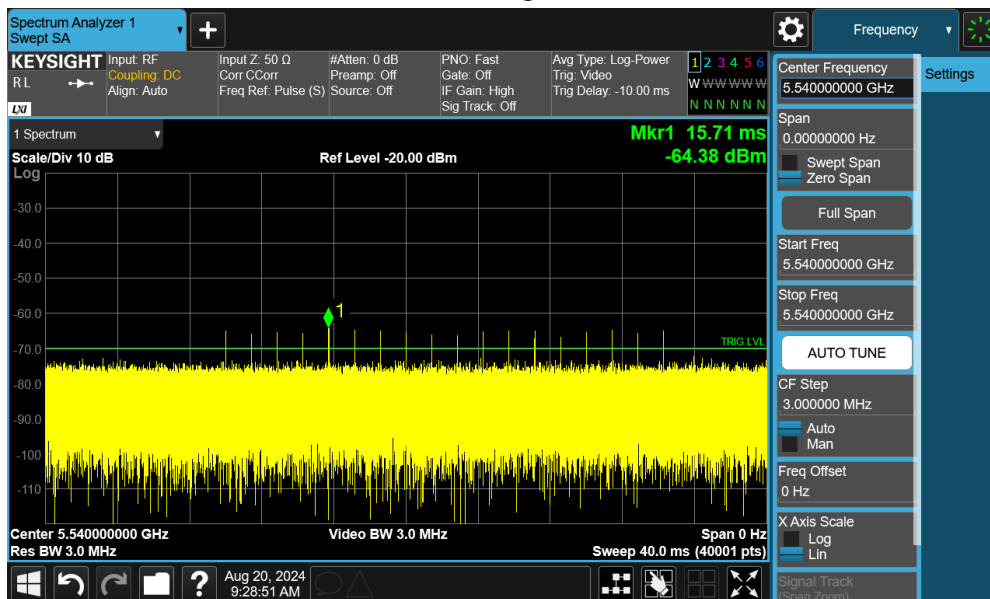 Spectrum Analyzer 1
Swept SA
Frequency
KEYSIGHT
R L
LXI
Input: RF
Coupling: DC
Align: Auto
Input Z: 50 Ω
Corr CCorr
Freq Ref: Pulse (S)
#Atten: 0 dB
Preamp: Off
Source: Off
PNO: Fast
Gate: Off
IF Gain: High
Sig Track: Off
Avg Type: Log-Power
Trig: Video
Trig Delay: -10.00 ms
1 2 3 4 5 6
W W W W W W
N N N N N N
1 Spectrum
Scale/Div 10 dB
Log
Ref Level -20.00 dBm
Mkr1 15.71 ms
-64.38 dBm
-30.0
-40.0
-50.0
-60.0
-70.0
-80.0
-90.0
-100
-110
1
TRIG LVL
Center 5.540000000 GHz
Res BW 3.0 MHz
Video BW 3.0 MHz
Span 0 Hz
Sweep 40.0 ms (40001 pts)
Center Frequency
5.540000000 GHz
Settings
Span
0.00000000 Hz
Swept Span
Zero Span
Full Span
Start Freq
5.540000000 GHz
Stop Freq
5.540000000 GHz
AUTO TUNE
CF Step
3.000000 MHz
Auto
Man
Freq Offset
0 Hz
X Axis Scale
Log
Lin
Signal Track
(Span Zoom)
?
Aug 20, 2024
9:28:51 AM